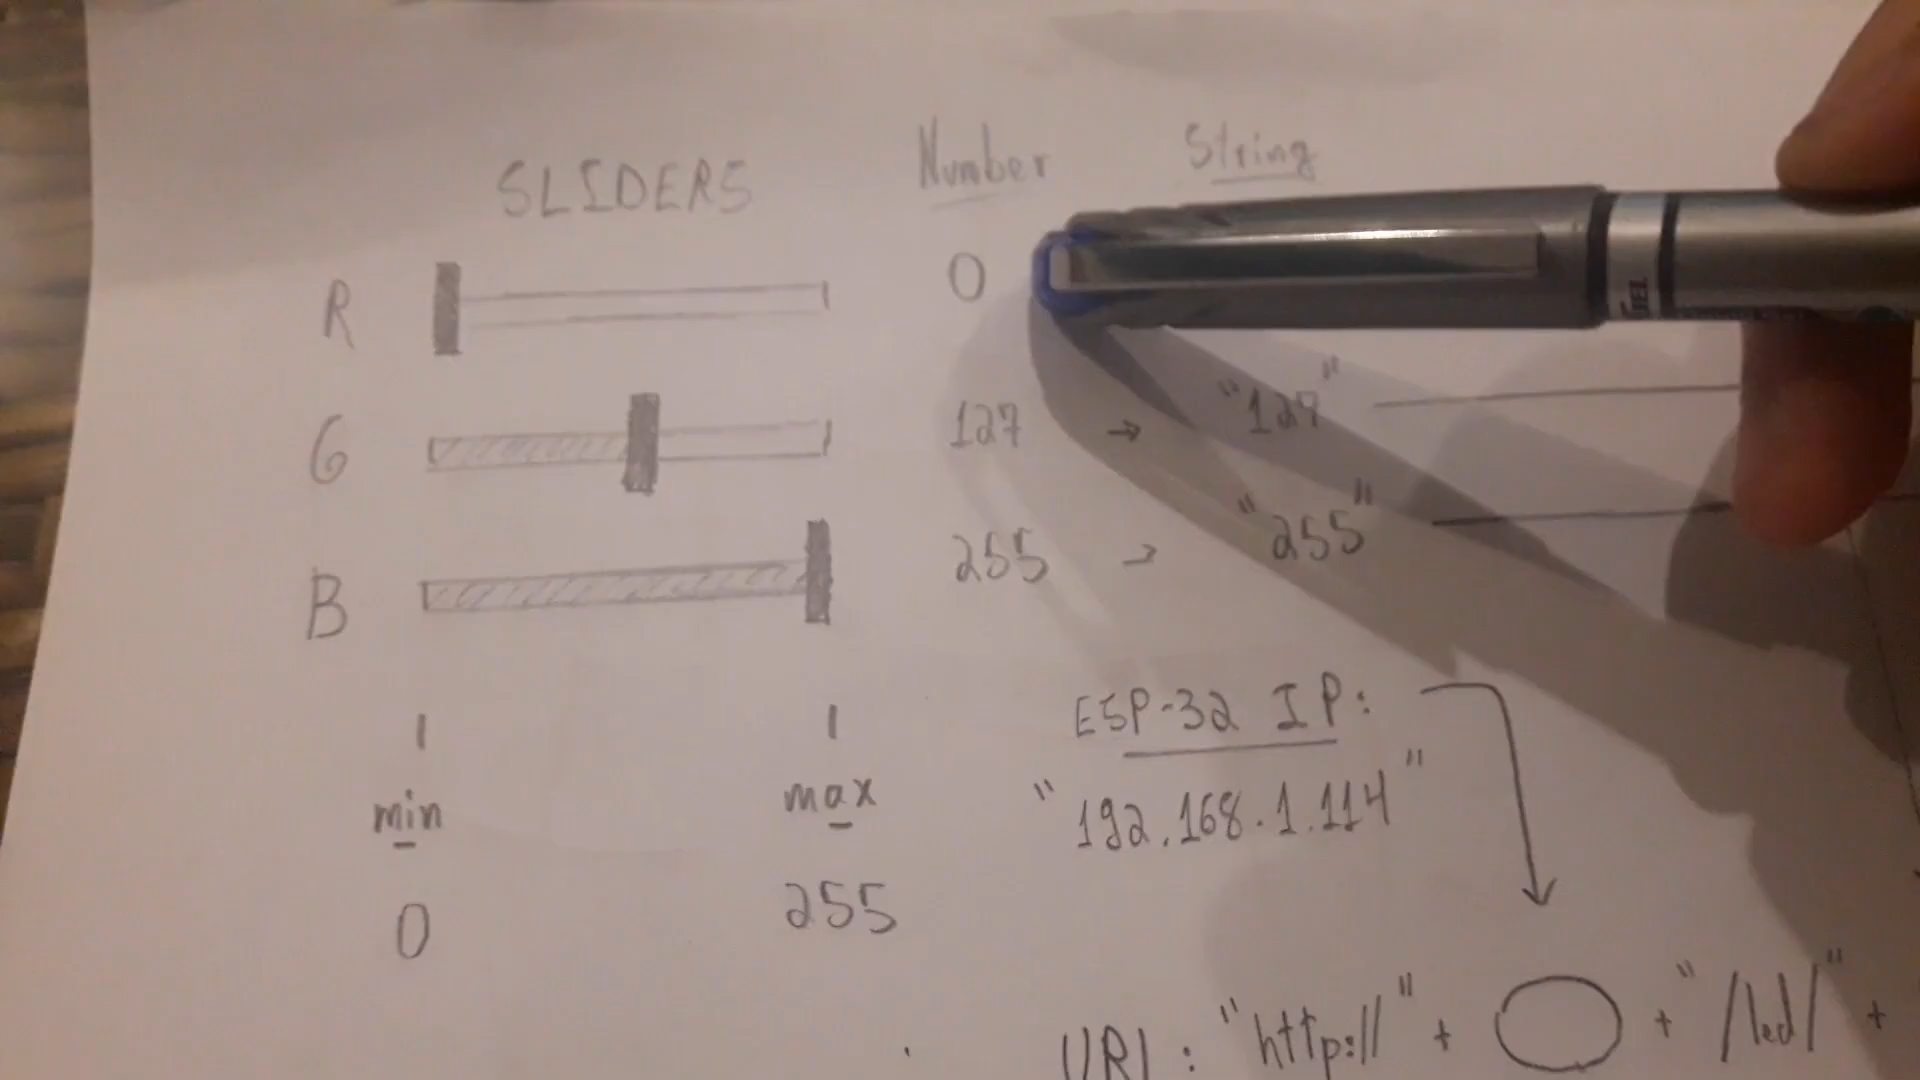 SLIDERS Number String
R 0
G 127 → "127"
B 255 → "255"
ESP-32 IP:
"192.168.1.114"
min max
0 255
URL: "http://" + + "/led/" +
GEL